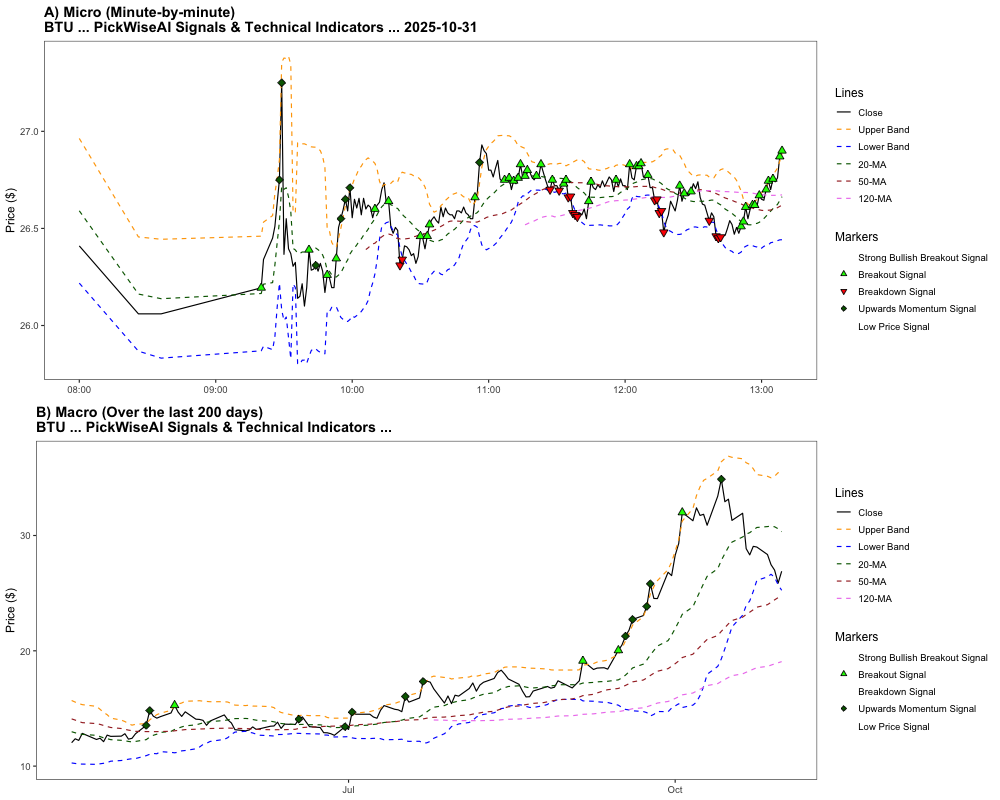 A) Micro (Minute-by-minute)
BTU ... PickWiseAI Signals & Technical Indicators ... 2025-10-31
Price ($)
27.0
26.5
26.0
08:00
09:00
10:00
11:00
12:00
13:00
Lines
Close
Upper Band
Lower Band
20-MA
50-MA
120-MA
Markers
Strong Bullish Breakout Signal
Breakout Signal
Breakdown Signal
Upwards Momentum Signal
Low Price Signal
B) Macro (Over the last 200 days)
BTU ... PickWiseAI Signals & Technical Indicators ...
Price ($)
30
20
10
Jul
Oct
Lines
Close
Upper Band
Lower Band
20-MA
50-MA
120-MA
Markers
Strong Bullish Breakout Signal
Breakout Signal
Breakdown Signal
Upwards Momentum Signal
Low Price Signal